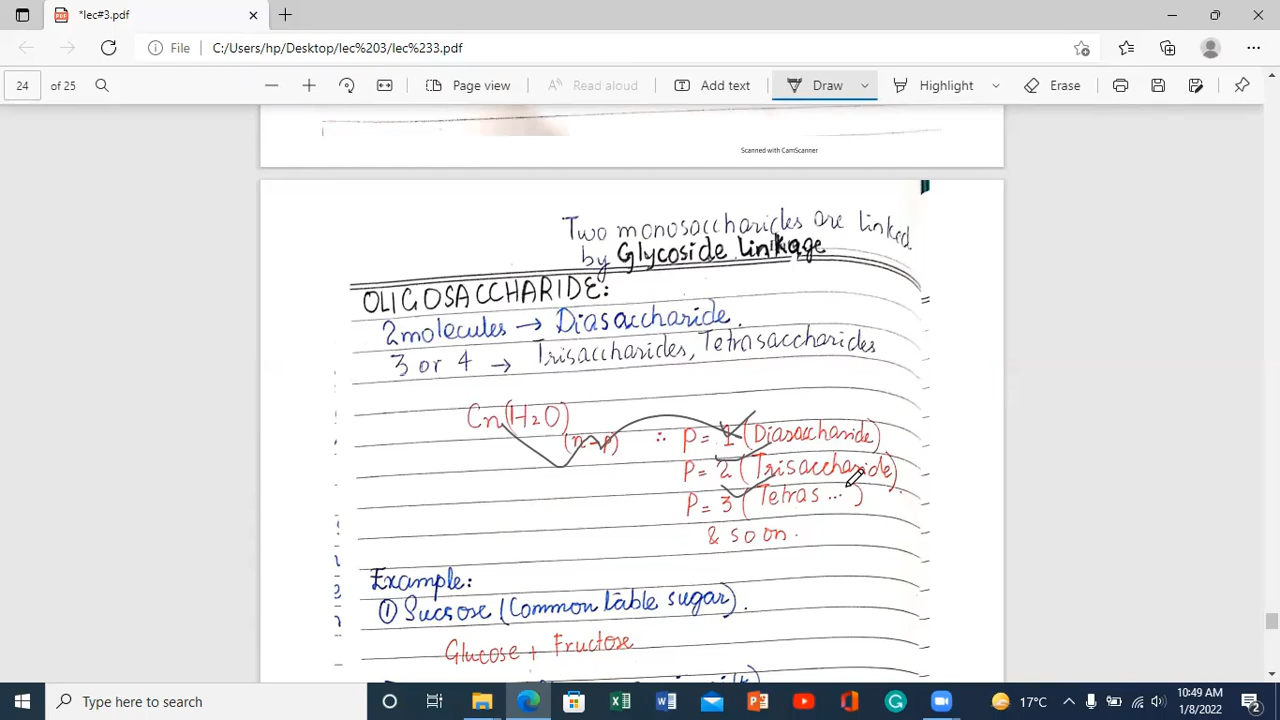 *lec#3.pdf
File
C:/Users/hp/Desktop/lec%203/lec%233.pdf
24 of 25
Page view
Read aloud
Add text
Draw
Highlight
Erase
Scanned with CamScanner
Two monosaccharides are linked
by Glycoside linkage
OLIGOSACCHARIDE:
2 molecules → Diasaccharide.
3 or 4 → Trisaccharides, Tetrasaccharides
Cn(H2O)(n-p) ∴ P = 1 (Diasaccharide)
P = 2 (Trisaccharide)
P = 3 (Tetras ... )
& so on.
Example:
① Sucsose (Common table sugar).
Glucose + Fructose
Type here to search
17°C
8:49 AM
1/8/2022
2